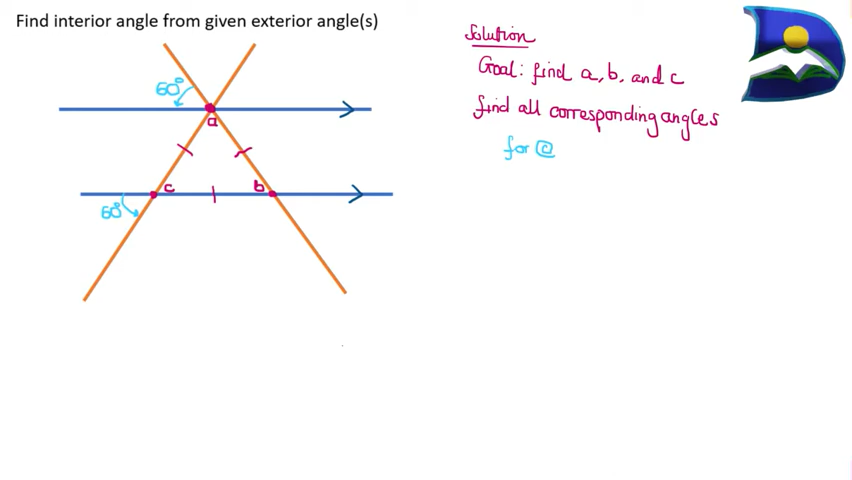 Find interior angle from given exterior angle(s)
Solution
Goal: find a, b, and c
find all corresponding angles
for @
60°
a
c
b
60°